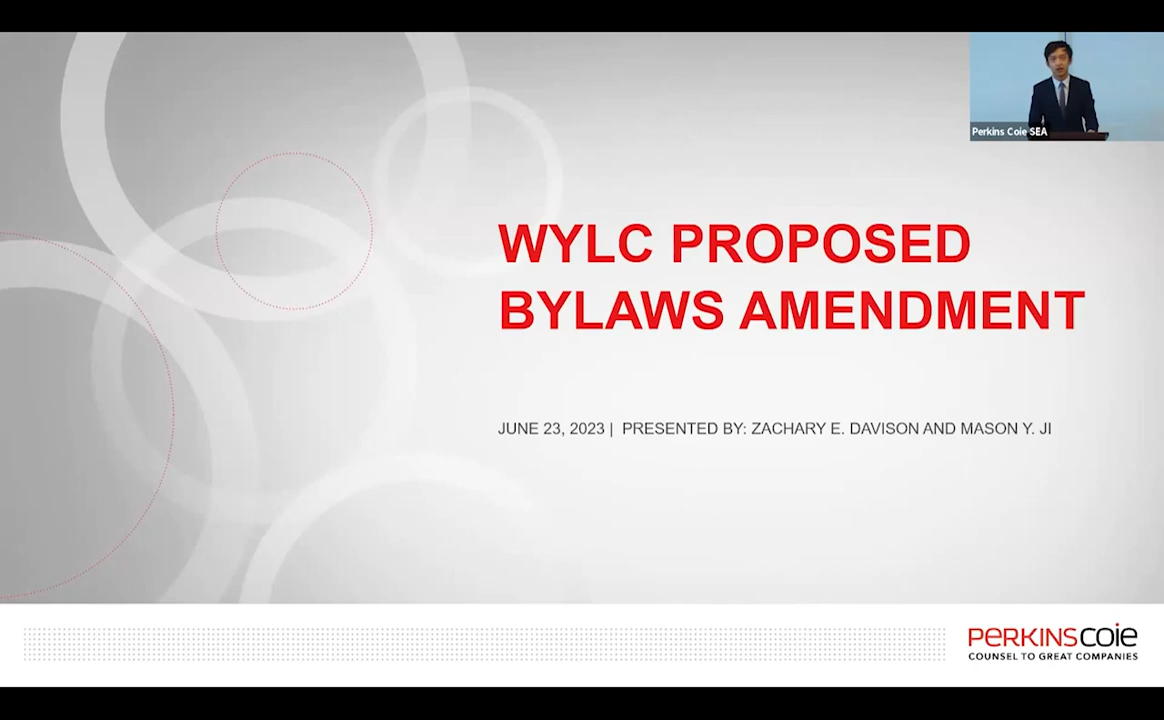 Perkins Coie SEA
WYLC PROPOSED
BYLAWS AMENDMENT
JUNE 23, 2023 | PRESENTED BY: ZACHARY E. DAVISON AND MASON Y. JI
PERKINSCOIE
COUNSEL TO GREAT COMPANIES